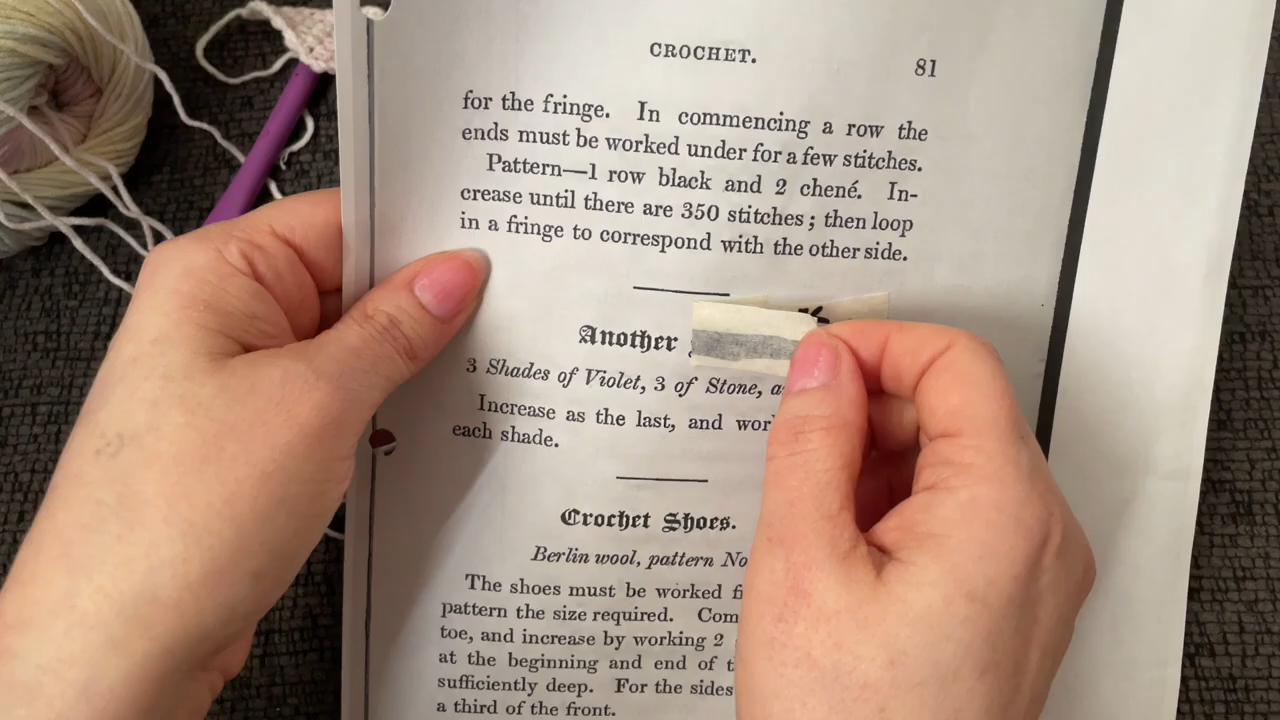 CROCHET.
81
for the fringe. In commencing a row the
ends must be worked under for a few stitches.
Pattern—1 row black and 2 chené. In-
crease until there are 350 stitches; then loop
in a fringe to correspond with the other side.
Another
3 Shades of Violet, 3 of Stone,
Increase as the last, and
each shade.
Crochet Shoes.
Berlin wool, pattern No
The shoes must be worked
pattern the size required.
toe, and increase by working 2
at the beginning and end of
sufficiently deep. For the sides
a third of the front.